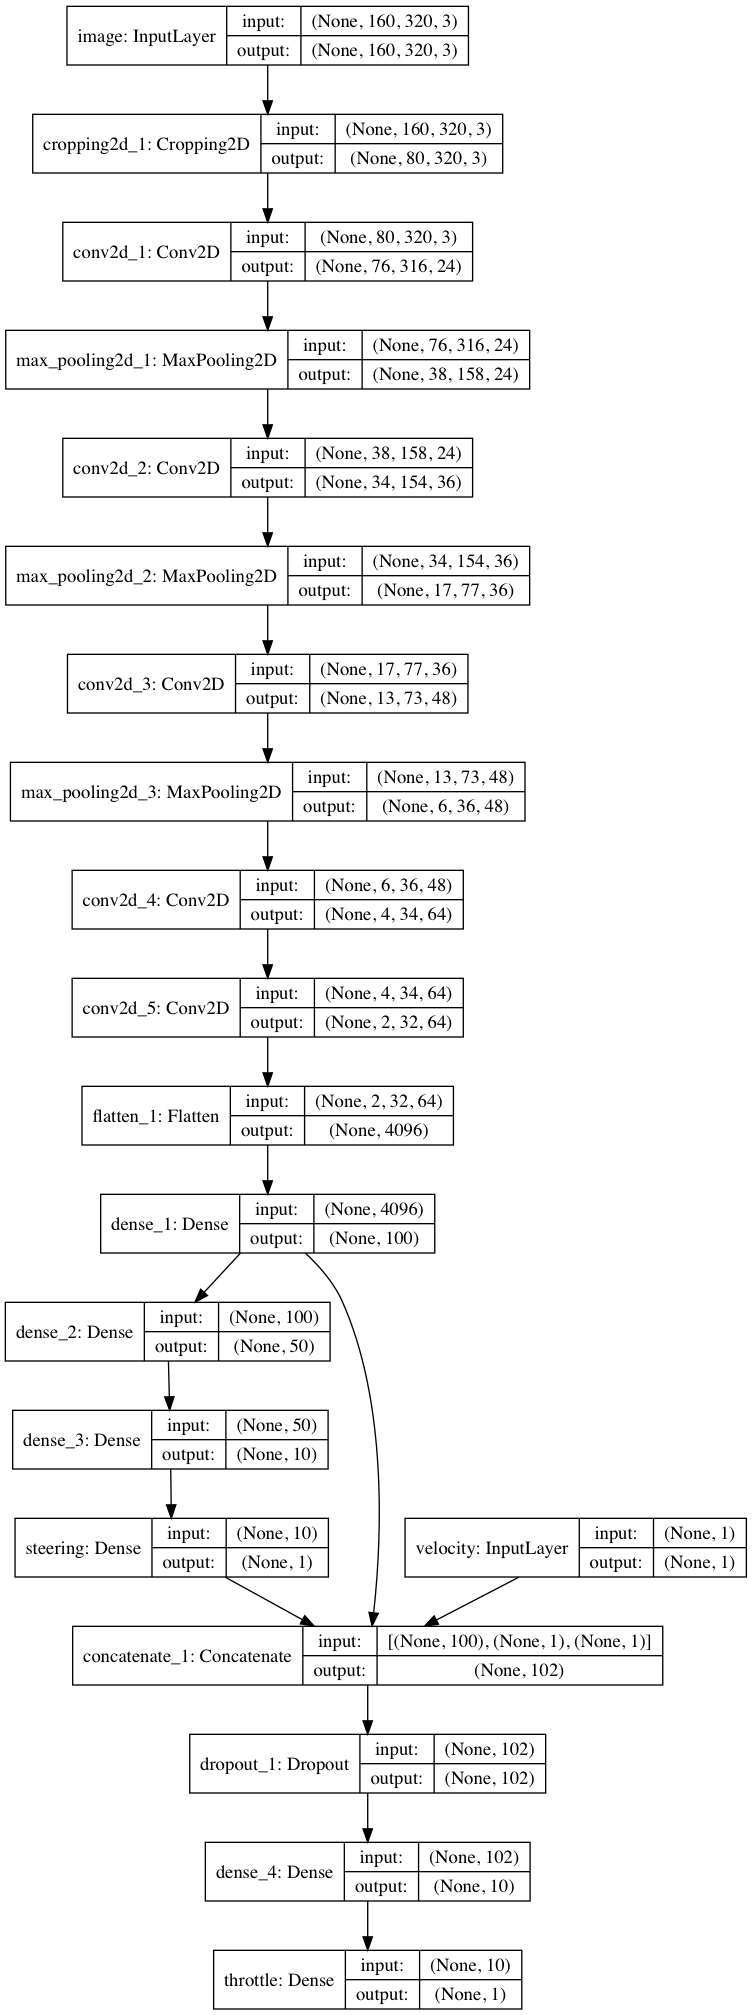 image: InputLayer
input: (None, 160, 320, 3)
output: (None, 160, 320, 3)
cropping2d_1: Cropping2D
input: (None, 160, 320, 3)
output: (None, 80, 320, 3)
conv2d_1: Conv2D
input: (None, 80, 320, 3)
output: (None, 76, 316, 24)
max_pooling2d_1: MaxPooling2D
input: (None, 76, 316, 24)
output: (None, 38, 158, 24)
conv2d_2: Conv2D
input: (None, 38, 158, 24)
output: (None, 34, 154, 36)
max_pooling2d_2: MaxPooling2D
input: (None, 34, 154, 36)
output: (None, 17, 77, 36)
conv2d_3: Conv2D
input: (None, 17, 77, 36)
output: (None, 13, 73, 48)
max_pooling2d_3: MaxPooling2D
input: (None, 13, 73, 48)
output: (None, 6, 36, 48)
conv2d_4: Conv2D
input: (None, 6, 36, 48)
output: (None, 4, 34, 64)
conv2d_5: Conv2D
input: (None, 4, 34, 64)
output: (None, 2, 32, 64)
flatten_1: Flatten
input: (None, 2, 32, 64)
output: (None, 4096)
dense_1: Dense
input: (None, 4096)
output: (None, 100)
dense_2: Dense
input: (None, 100)
output: (None, 50)
dense_3: Dense
input: (None, 50)
output: (None, 10)
steering: Dense
input: (None, 10)
output: (None, 1)
velocity: InputLayer
input: (None, 1)
output: (None, 1)
concatenate_1: Concatenate
input: [(None, 100), (None, 1), (None, 1)]
output: (None, 102)
dropout_1: Dropout
input: (None, 102)
output: (None, 102)
dense_4: Dense
input: (None, 102)
output: (None, 10)
throttle: Dense
input: (None, 10)
output: (None, 1)